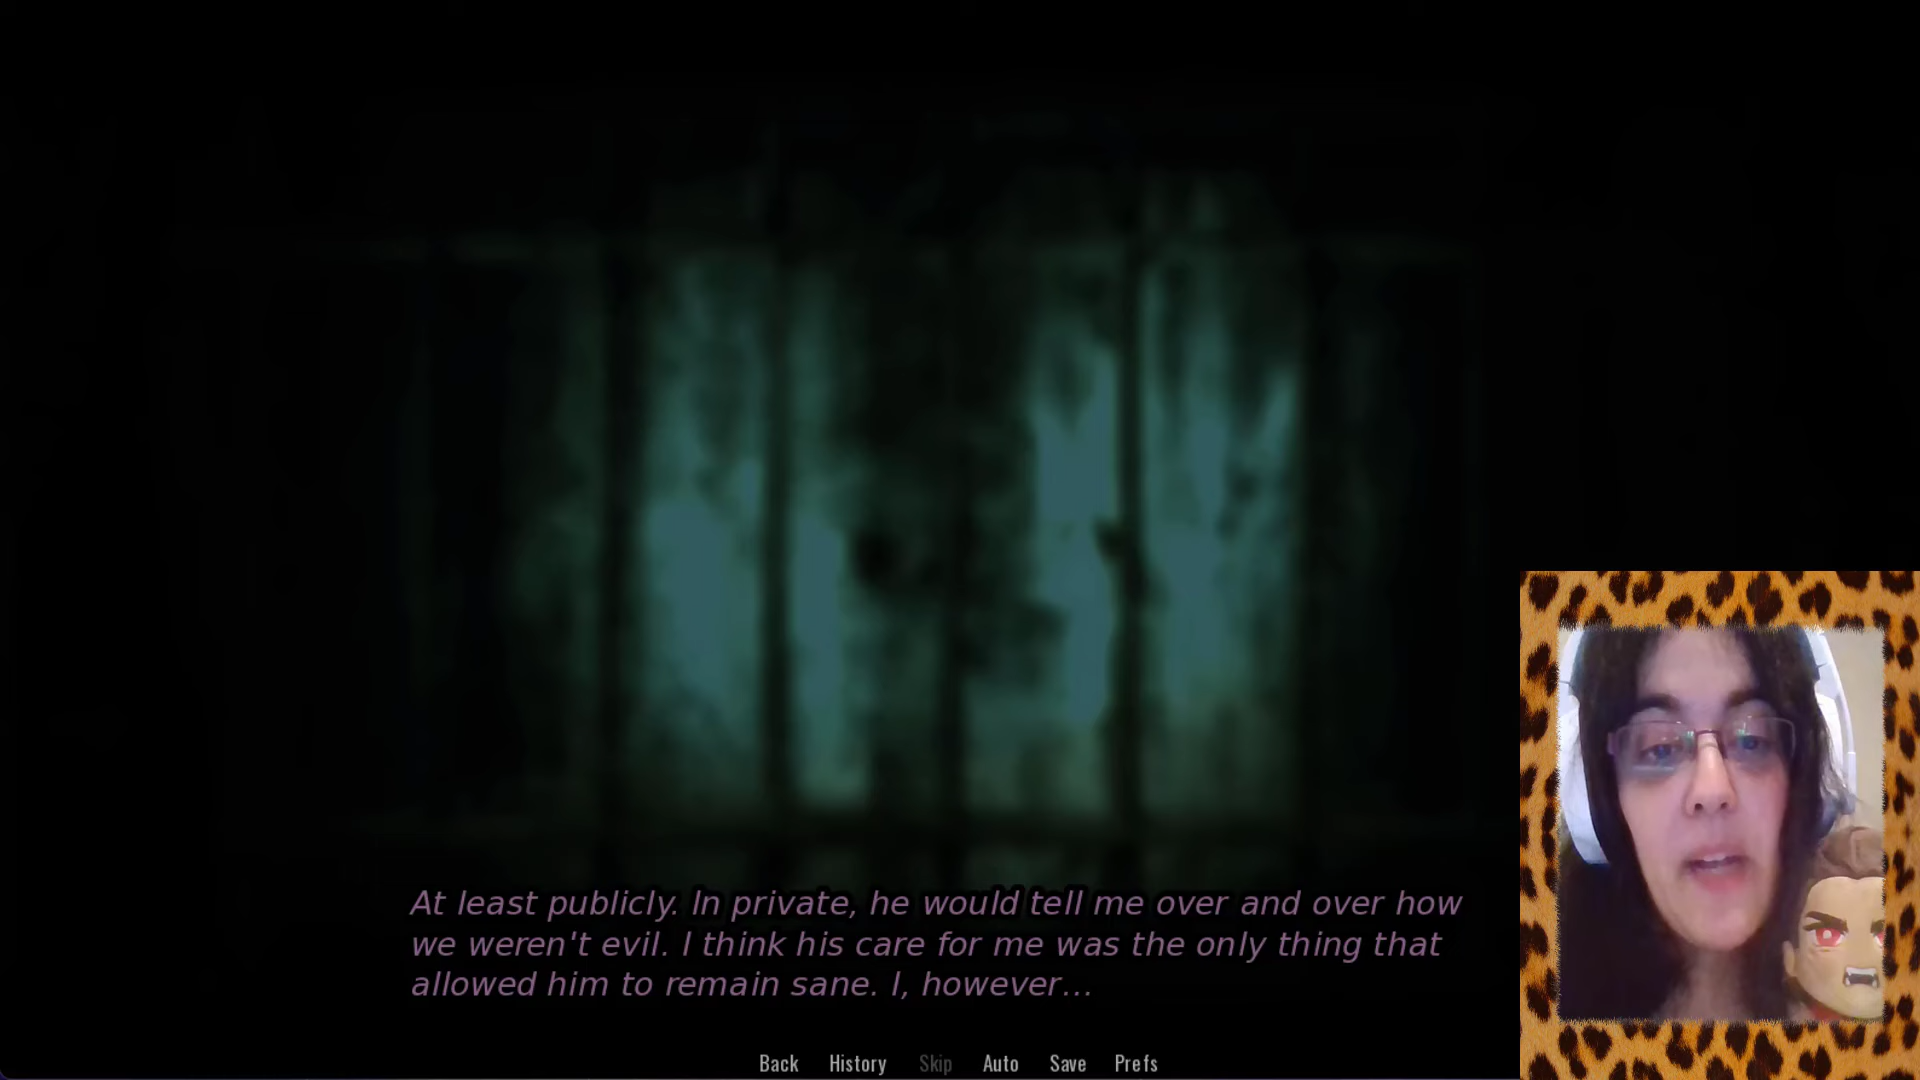 At least publicly. In private, he would tell me over and over how
we weren't evil. I think his care for me was the only thing that
allowed him to remain sane. I, however...
Back History Skip Auto Save Prefs